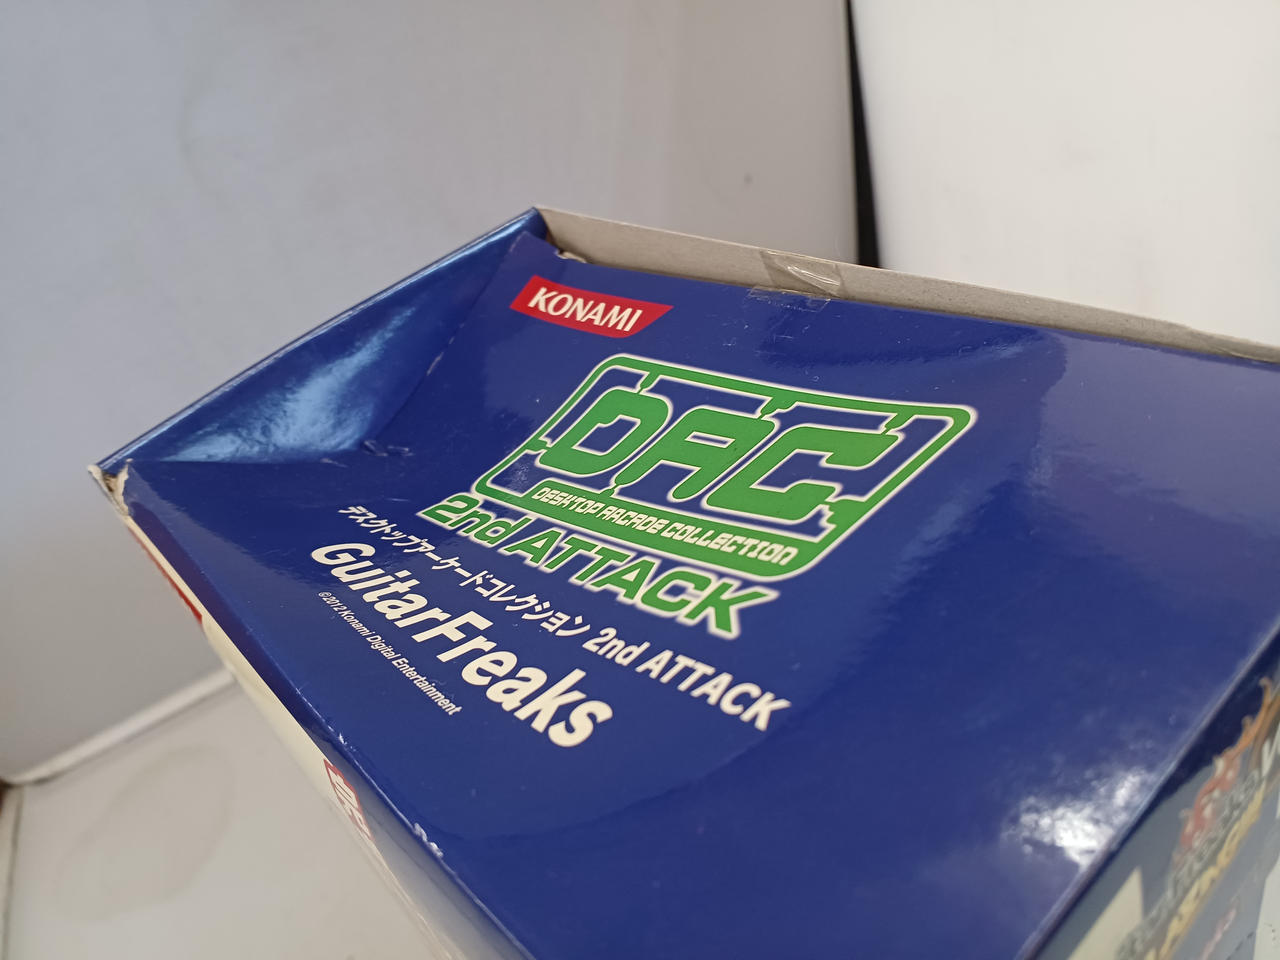 KONAMI
DAC
DESKTOP ARCADE COLLECTION
2nd ATTACK
デスクトップアーケードコレクション 2nd ATTACK
GuitarFreaks
©2012 Konami Digital Entertainment